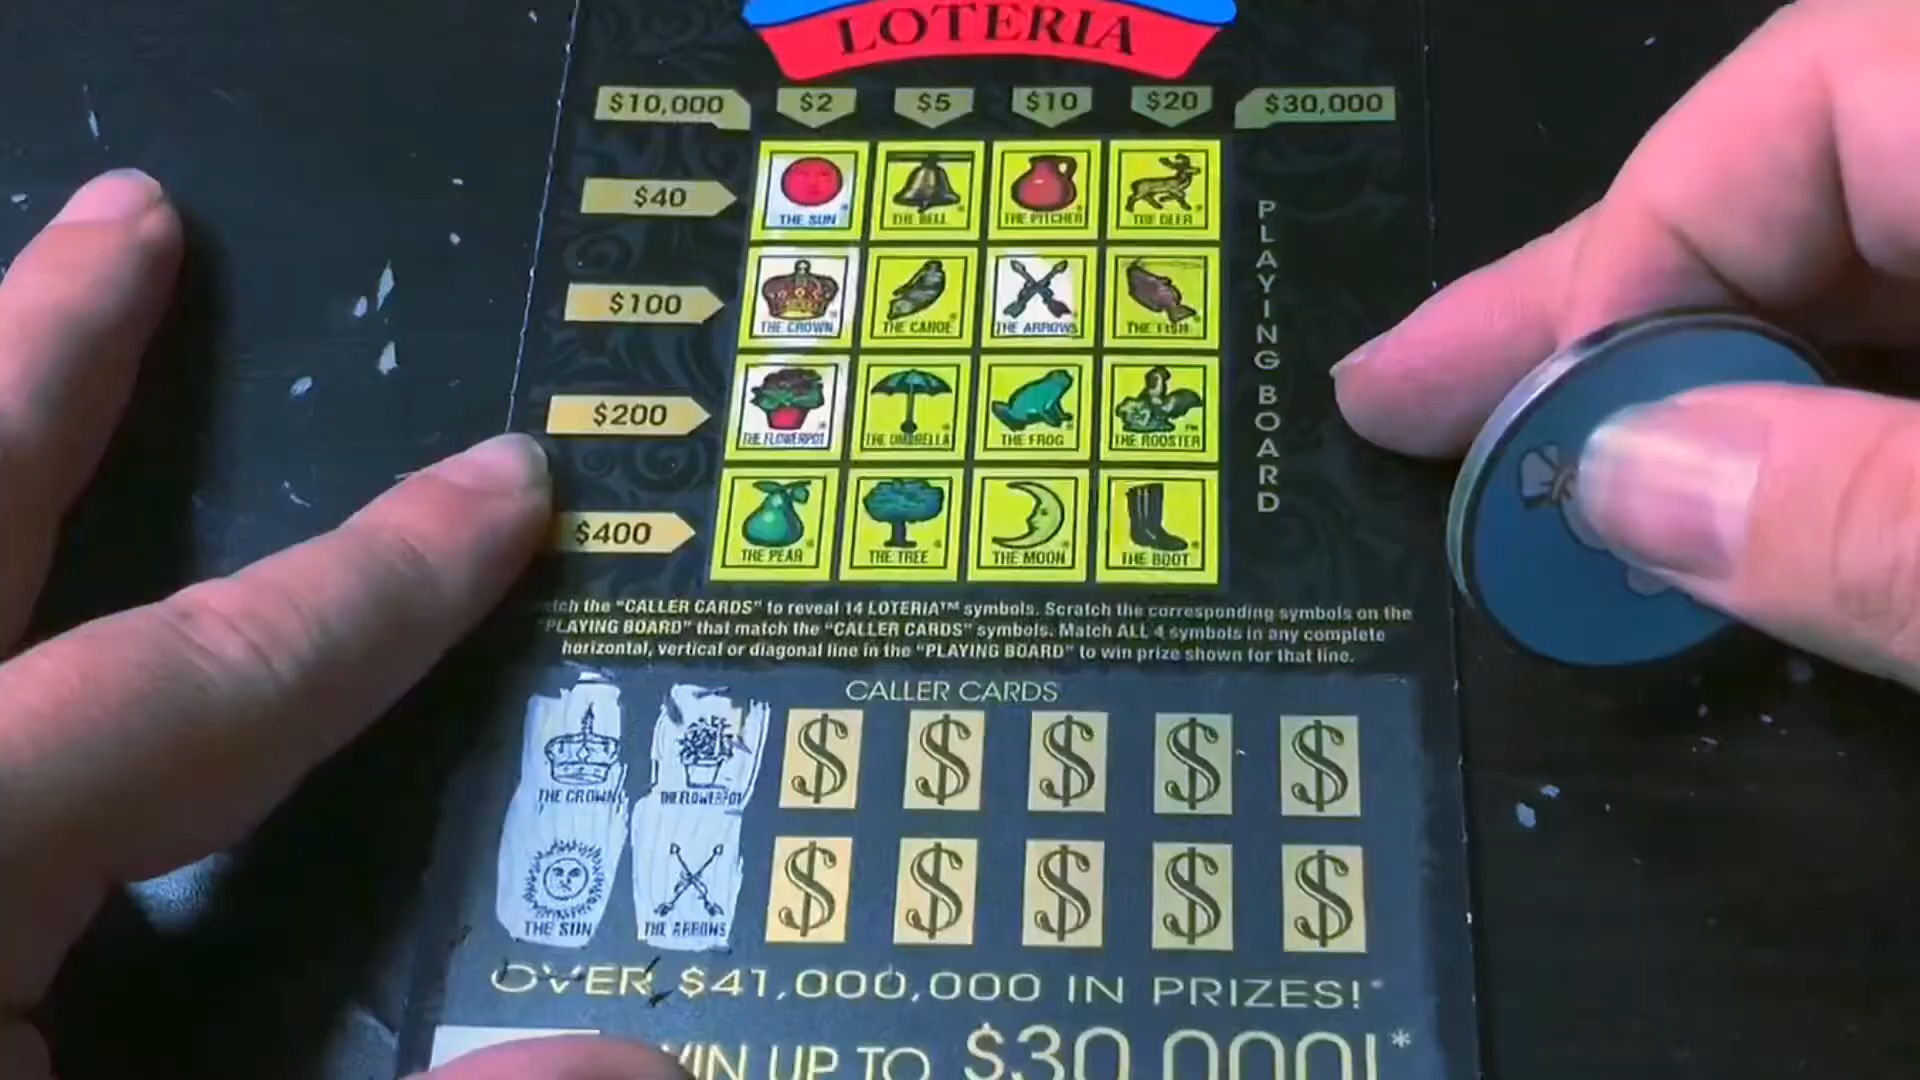 LOTERIA
$10,000 $2 $5 $10 $20 $30,000
$40
THE SUN THE BELL THE PITCHER THE DEER
$100
THE CROWN THE CANOE THE ARROWS THE FISH
$200
THE FLOWERPOT THE UMBRELLA THE FROG THE ROOSTER
$400
THE PEAR THE TREE THE MOON THE BOOT
PLAYING BOARD
the "CALLER CARDS" to reveal 14 LOTERIA™ symbols. Scratch the corresponding symbols on the
"PLAYING BOARD" that match the "CALLER CARDS" symbols. Match ALL 4 symbols in any complete
horizontal, vertical or diagonal line in the "PLAYING BOARD" to win prize shown for that line.
CALLER CARDS
THE CROWN THE FLOWERPOT $ $ $ $ $
THE SUN THE ARROWS $ $ $ $ $
OVER $41,000,000 IN PRIZES!*
WIN UP TO $30,000!*